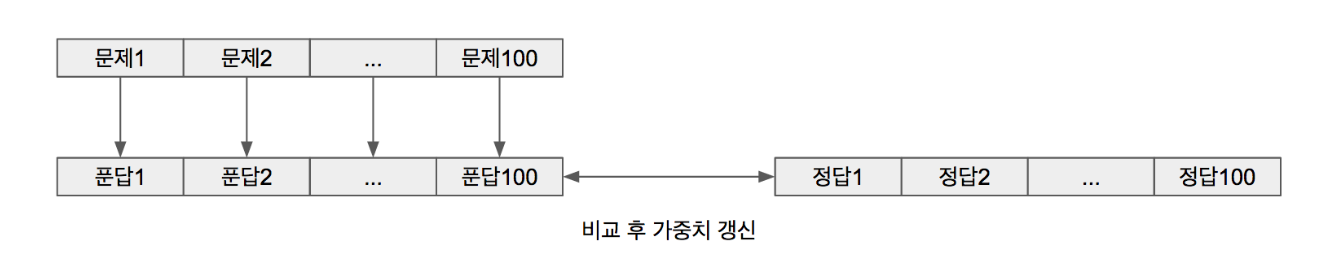 문제1 문제2 ... 문제100
푼답1 푼답2 ... 푼답100 정답1 정답2 ... 정답100
비교 후 가중치 갱신